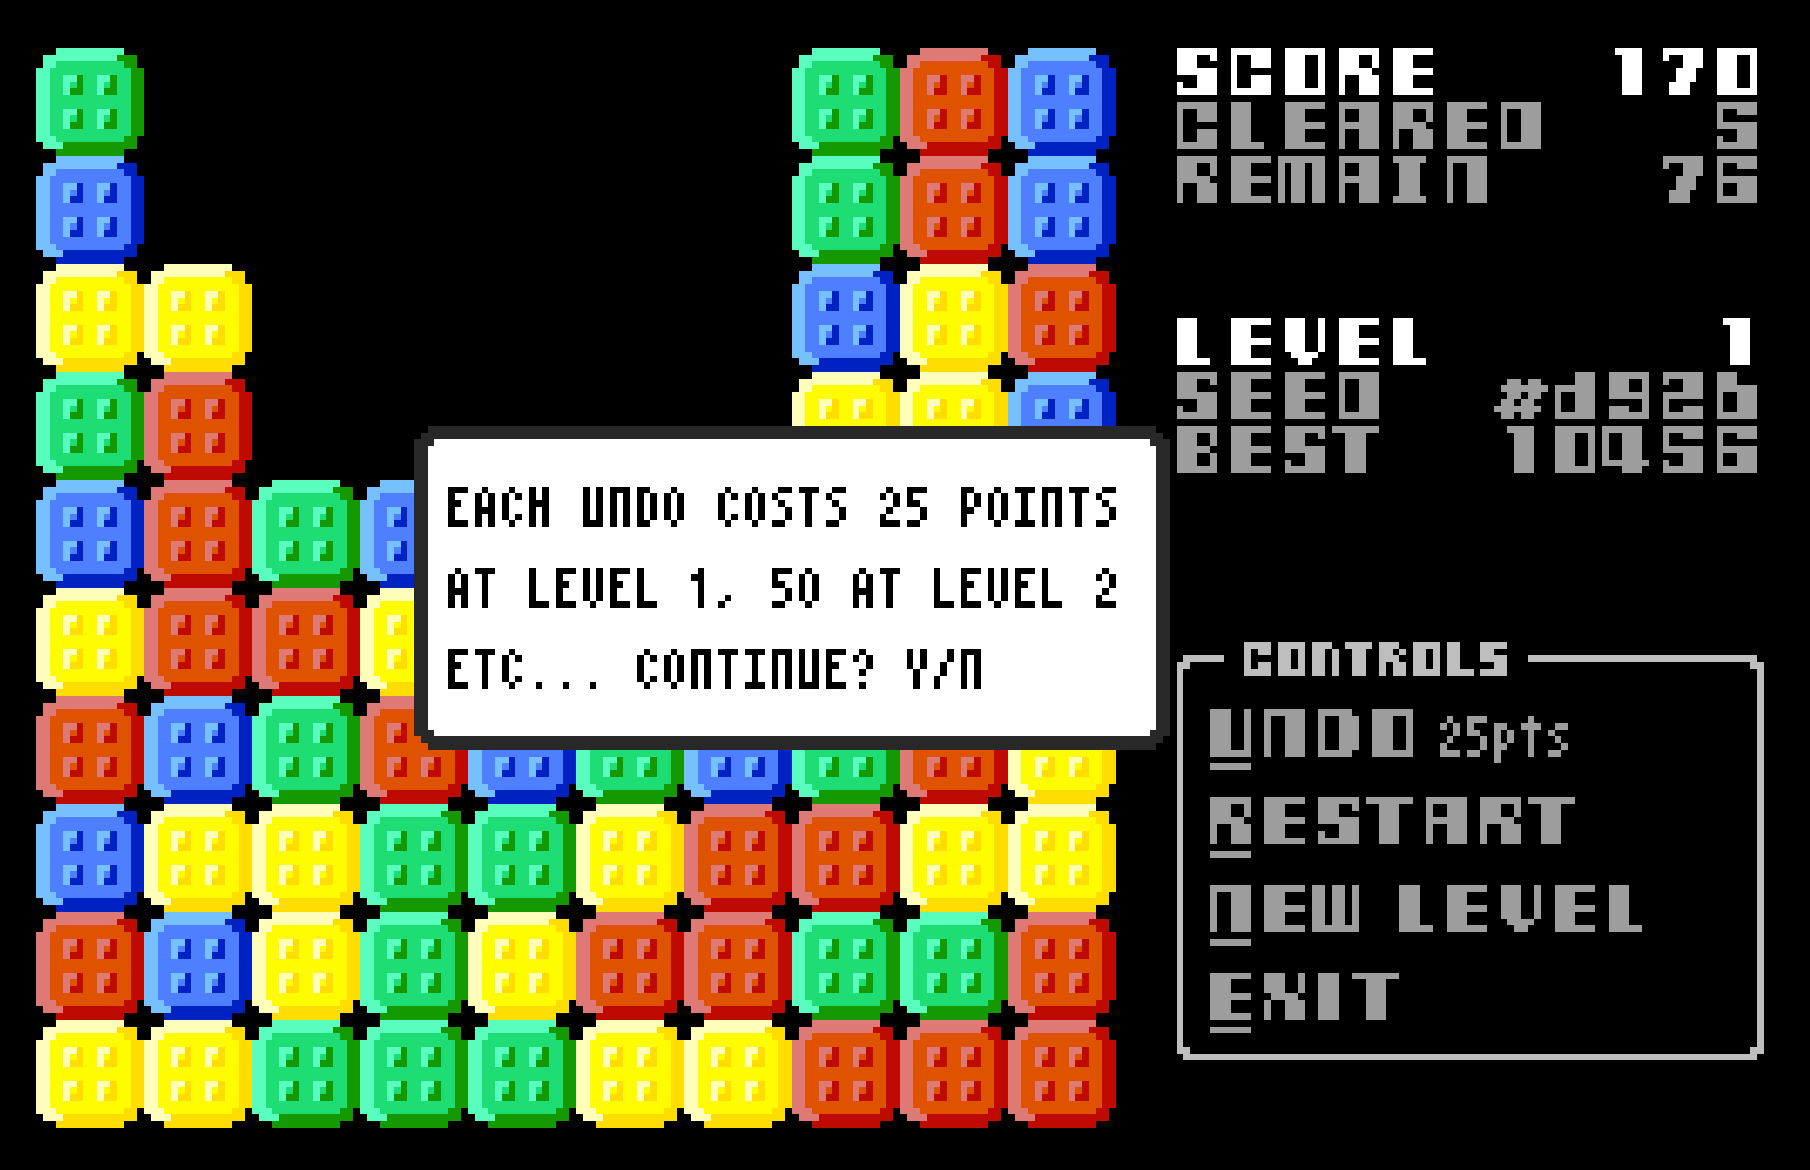 SCORE 170
CLEARED 5
REMAIN 76
LEVEL 1
SEED #d926
BEST 10456
EACH UNDO COSTS 25 POINTS
AT LEVEL 1, 50 AT LEVEL 2
ETC... CONTINUE? Y/N
CONTROLS
UNDO 25pts
RESTART
NEW LEVEL
EXIT